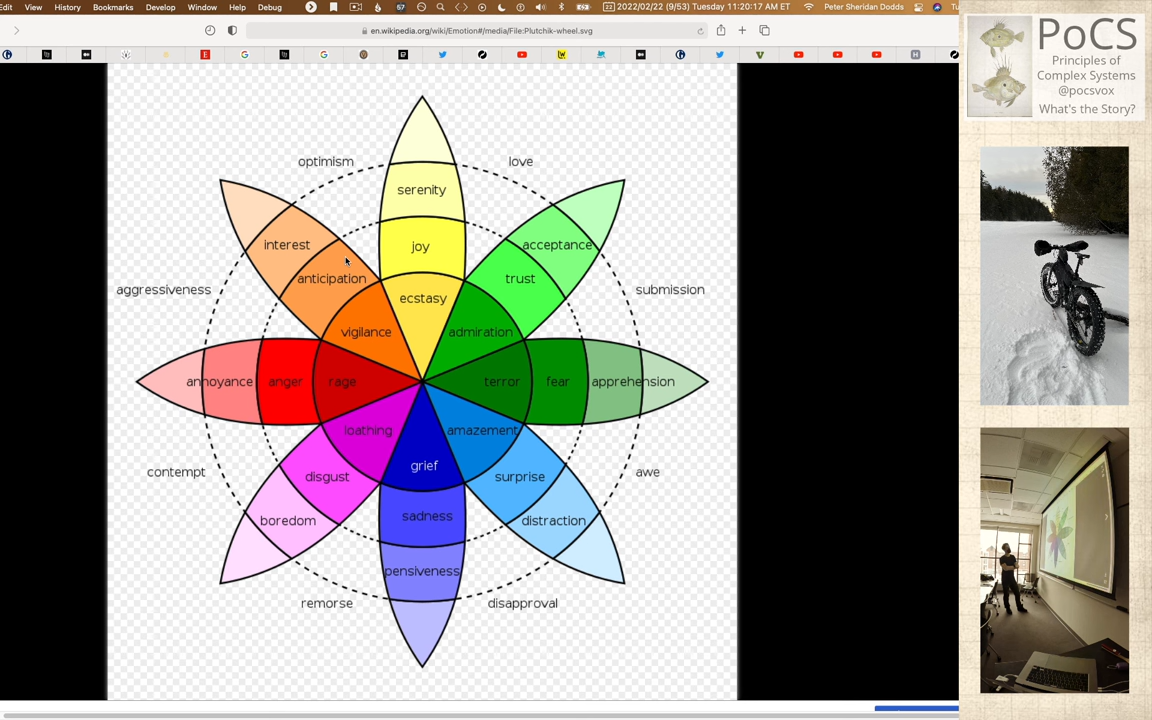 Edit View History Bookmarks Develop Window Help Debug 57 22 2022/02/22 (9/53) Tuesday 11:20:17 AM ET Peter Sheridan Dodds Tu
en.wikipedia.org/wiki/Emotion#/media/File:Plutchik-wheel.svg
PoCS
Principles of
Complex Systems
@pocsvox
What's the Story?
optimism
love
serenity
interest
joy
acceptance
anticipation
trust
aggressiveness
submission
ecstasy
vigilance
admiration
annoyance
anger
rage
terror
fear
apprehension
loathing
amazement
grief
contempt
disgust
surprise
awe
boredom
sadness
distraction
pensiveness
remorse
disapproval